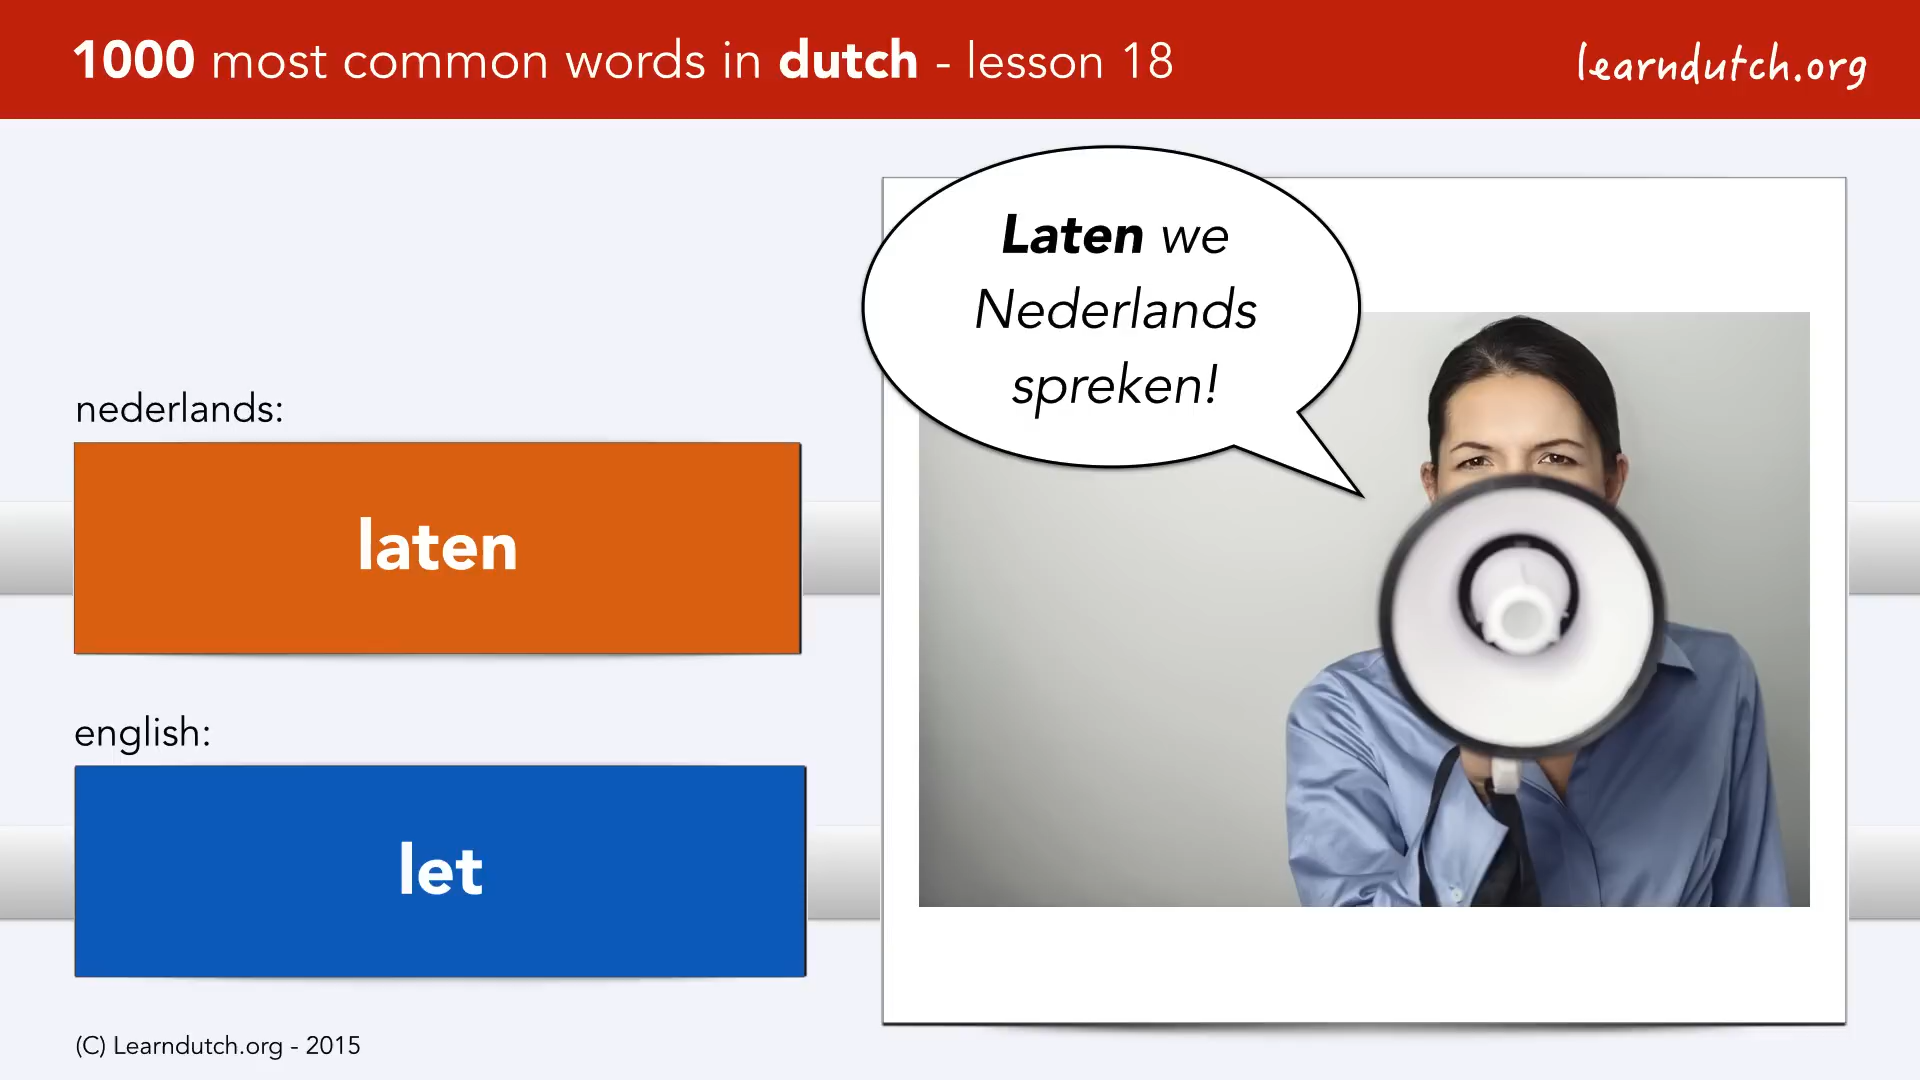 1000 most common words in dutch - lesson 18
learndutch.org
Laten we
Nederlands
spreken!
nederlands:
laten
english:
let
(C) Learndutch.org - 2015